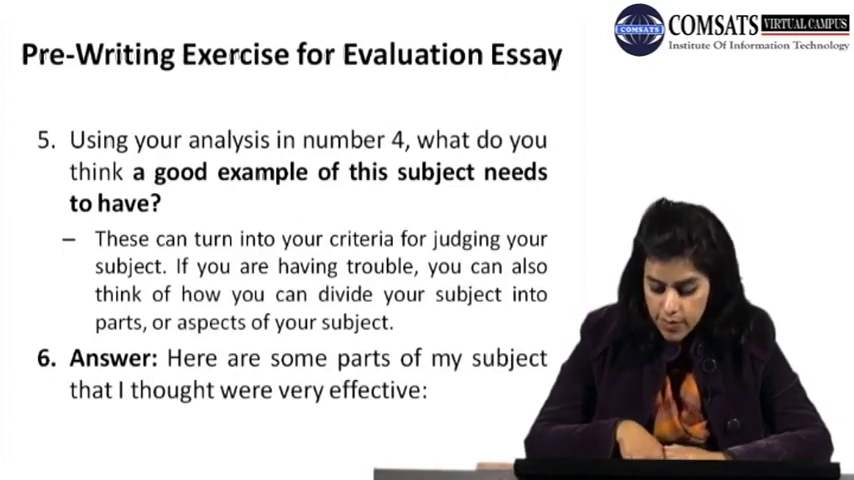 COMSATS VIRTUAL CAMPUS
COMSATS
Institute Of Information Technology
Pre-Writing Exercise for Evaluation Essay
5. Using your analysis in number 4, what do you
think a good example of this subject needs
to have?
– These can turn into your criteria for judging your
subject. If you are having trouble, you can also
think of how you can divide your subject into
parts, or aspects of your subject.
6. Answer: Here are some parts of my subject
that I thought were very effective: